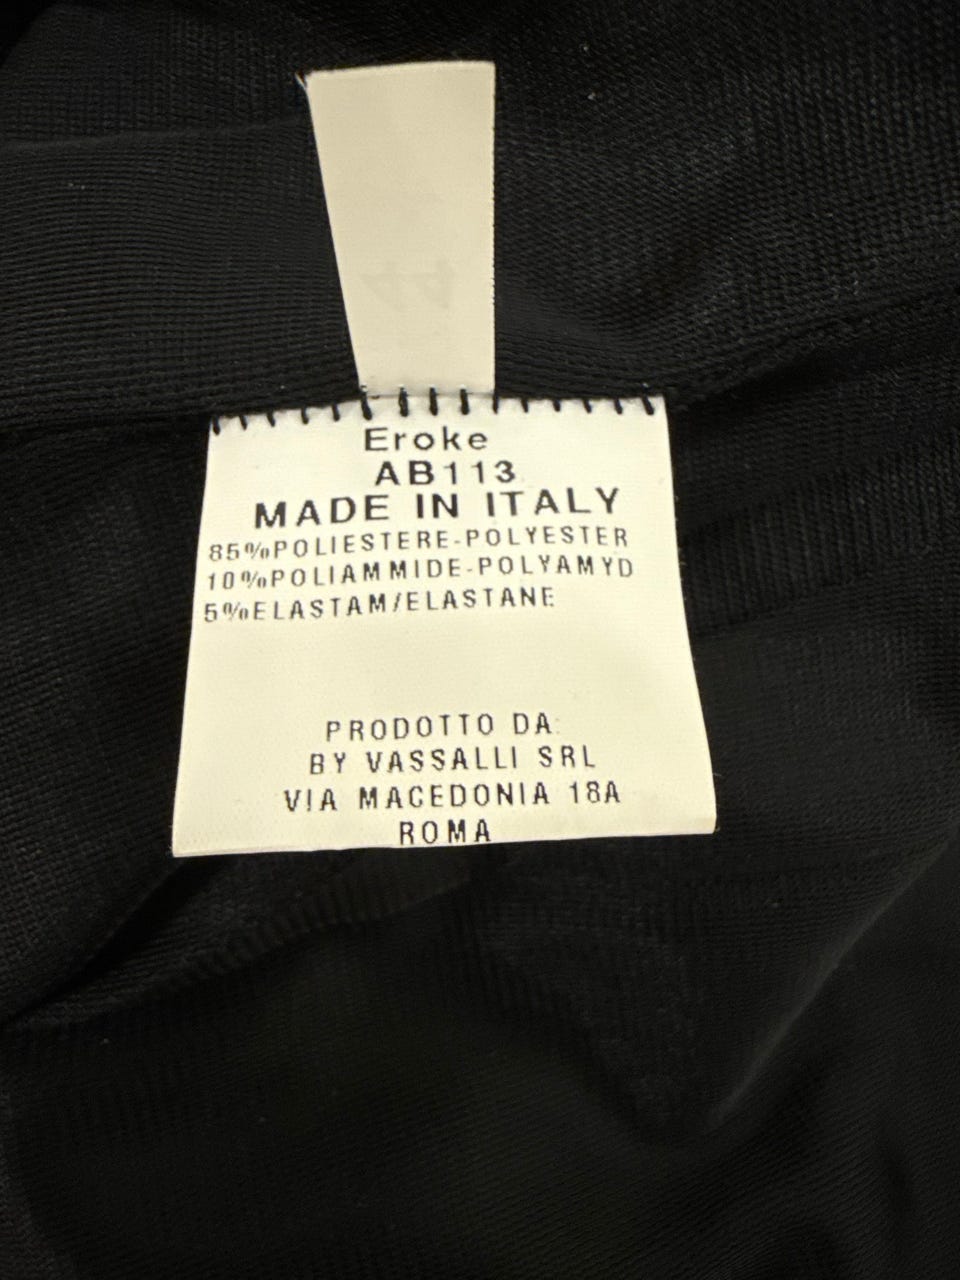 44
Eroke
AB113
MADE IN ITALY
85%POLIESTERE-POLYESTER
10%POLIAMMIDE-POLYAMYD
5%ELASTAM/ELASTANE
PRODOTTO DA:
BY VASSALLI SRL
VIA MACEDONIA 18A
ROMA